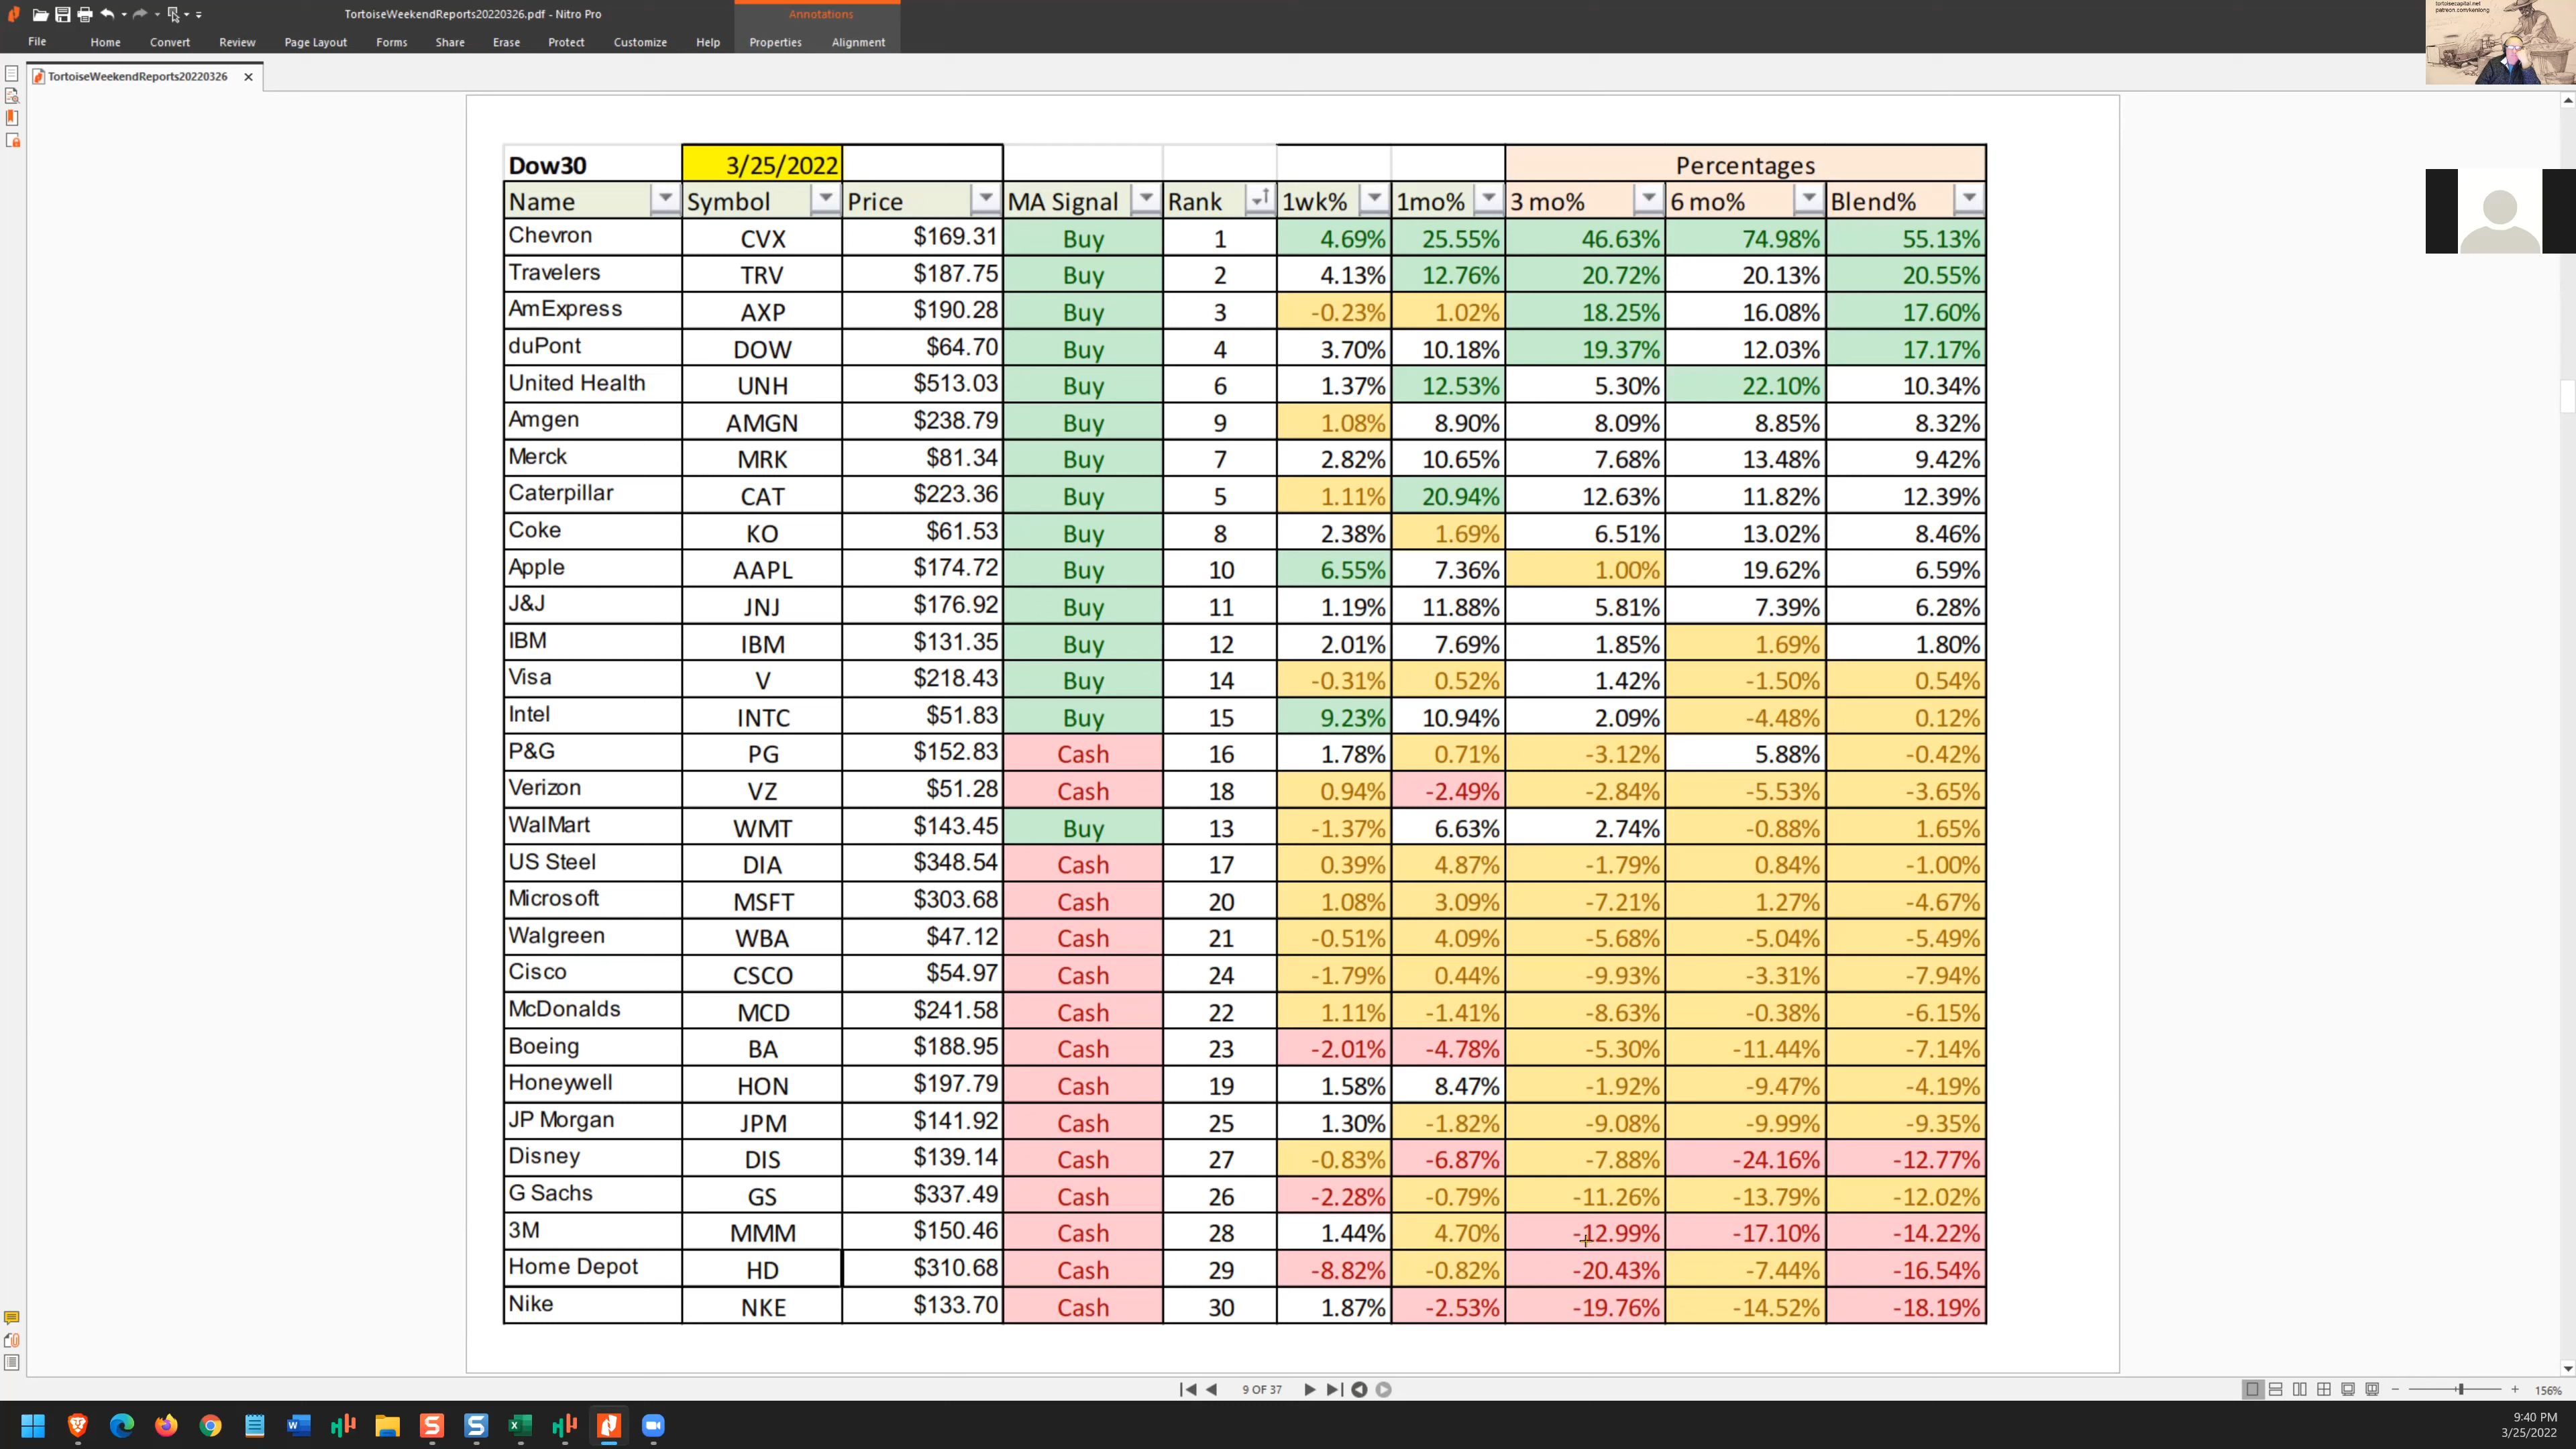 TortoiseWeekendReports20220326.pdf - Nitro Pro
Annotations
File Home Convert Review Page Layout Forms Share Erase Protect Customize Help Properties Alignment
tortoisecapital.net
patreon.com/kenlong
TortoiseWeekendReports20220326
Dow30 3/25/2022 Percentages
Name Symbol Price MA Signal Rank 1wk% 1mo% 3 mo% 6 mo% Blend%
Chevron CVX $169.31 Buy 1 4.69% 25.55% 46.63% 74.98% 55.13%
Travelers TRV $187.75 Buy 2 4.13% 12.76% 20.72% 20.13% 20.55%
AmExpress AXP $190.28 Buy 3 -0.23% 1.02% 18.25% 16.08% 17.60%
duPont DOW $64.70 Buy 4 3.70% 10.18% 19.37% 12.03% 17.17%
United Health UNH $513.03 Buy 6 1.37% 12.53% 5.30% 22.10% 10.34%
Amgen AMGN $238.79 Buy 9 1.08% 8.90% 8.09% 8.85% 8.32%
Merck MRK $81.34 Buy 7 2.82% 10.65% 7.68% 13.48% 9.42%
Caterpillar CAT $223.36 Buy 5 1.11% 20.94% 12.63% 11.82% 12.39%
Coke KO $61.53 Buy 8 2.38% 1.69% 6.51% 13.02% 8.46%
Apple AAPL $174.72 Buy 10 6.55% 7.36% 1.00% 19.62% 6.59%
J&J JNJ $176.92 Buy 11 1.19% 11.88% 5.81% 7.39% 6.28%
IBM IBM $131.35 Buy 12 2.01% 7.69% 1.85% 1.69% 1.80%
Visa V $218.43 Buy 14 -0.31% 0.52% 1.42% -1.50% 0.54%
Intel INTC $51.83 Buy 15 9.23% 10.94% 2.09% -4.48% 0.12%
P&G PG $152.83 Cash 16 1.78% 0.71% -3.12% 5.88% -0.42%
Verizon VZ $51.28 Cash 18 0.94% -2.49% -2.84% -5.53% -3.65%
WalMart WMT $143.45 Buy 13 -1.37% 6.63% 2.74% -0.88% 1.65%
US Steel DIA $348.54 Cash 17 0.39% 4.87% -1.79% 0.84% -1.00%
Microsoft MSFT $303.68 Cash 20 1.08% 3.09% -7.21% 1.27% -4.67%
Walgreen WBA $47.12 Cash 21 -0.51% 4.09% -5.68% -5.04% -5.49%
Cisco CSCO $54.97 Cash 24 -1.79% 0.44% -9.93% -3.31% -7.94%
McDonalds MCD $241.58 Cash 22 1.11% -1.41% -8.63% -0.38% -6.15%
Boeing BA $188.95 Cash 23 -2.01% -4.78% -5.30% -11.44% -7.14%
Honeywell HON $197.79 Cash 19 1.58% 8.47% -1.92% -9.47% -4.19%
JP Morgan JPM $141.92 Cash 25 1.30% -1.82% -9.08% -9.99% -9.35%
Disney DIS $139.14 Cash 27 -0.83% -6.87% -7.88% -24.16% -12.77%
G Sachs GS $337.49 Cash 26 -2.28% -0.79% -11.26% -13.79% -12.02%
3M MMM $150.46 Cash 28 1.44% 4.70% -12.99% -17.10% -14.22%
Home Depot HD $310.68 Cash 29 -8.82% -0.82% -20.43% -7.44% -16.54%
Nike NKE $133.70 Cash 30 1.87% -2.53% -19.76% -14.52% -18.19%
9 OF 37
156%
9:40 PM
3/25/2022